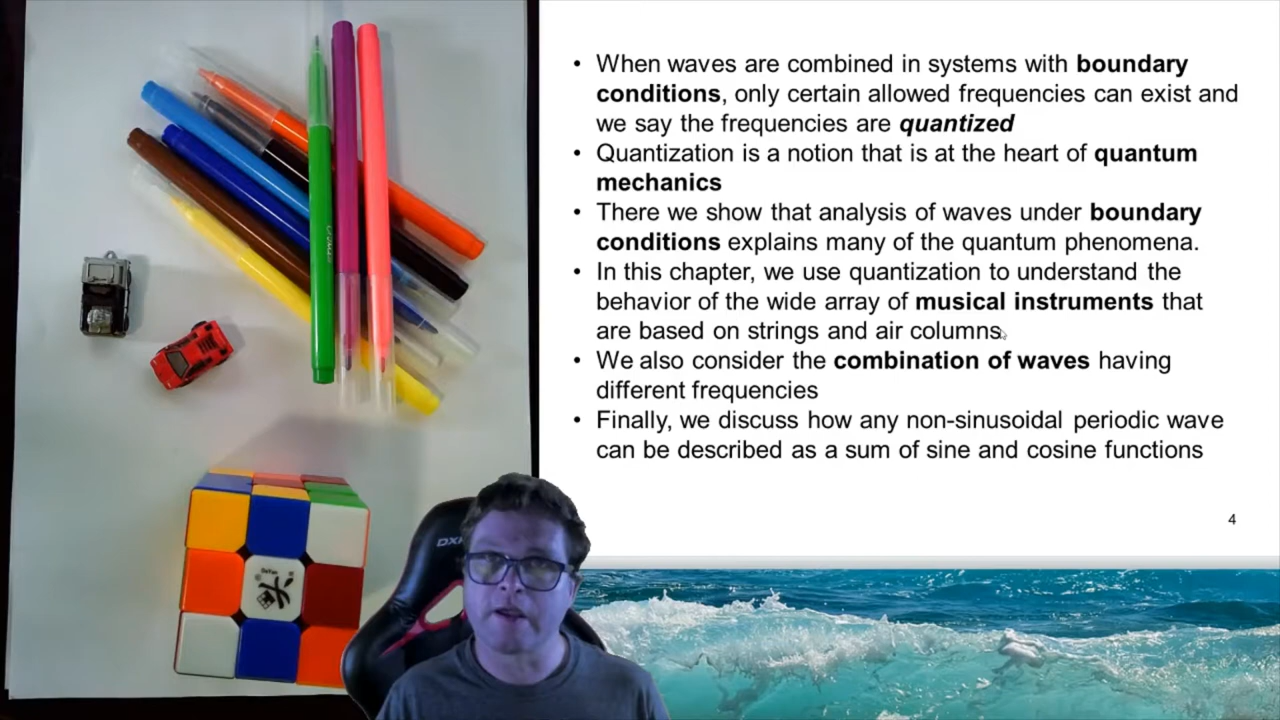 • When waves are combined in systems with boundary
conditions, only certain allowed frequencies can exist and
we say the frequencies are quantized
• Quantization is a notion that is at the heart of quantum
mechanics
• There we show that analysis of waves under boundary
conditions explains many of the quantum phenomena.
• In this chapter, we use quantization to understand the
behavior of the wide array of musical instruments that
are based on strings and air columns.
• We also consider the combination of waves having
different frequencies
• Finally, we discuss how any non-sinusoidal periodic wave
can be described as a sum of sine and cosine functions
4
DaYan